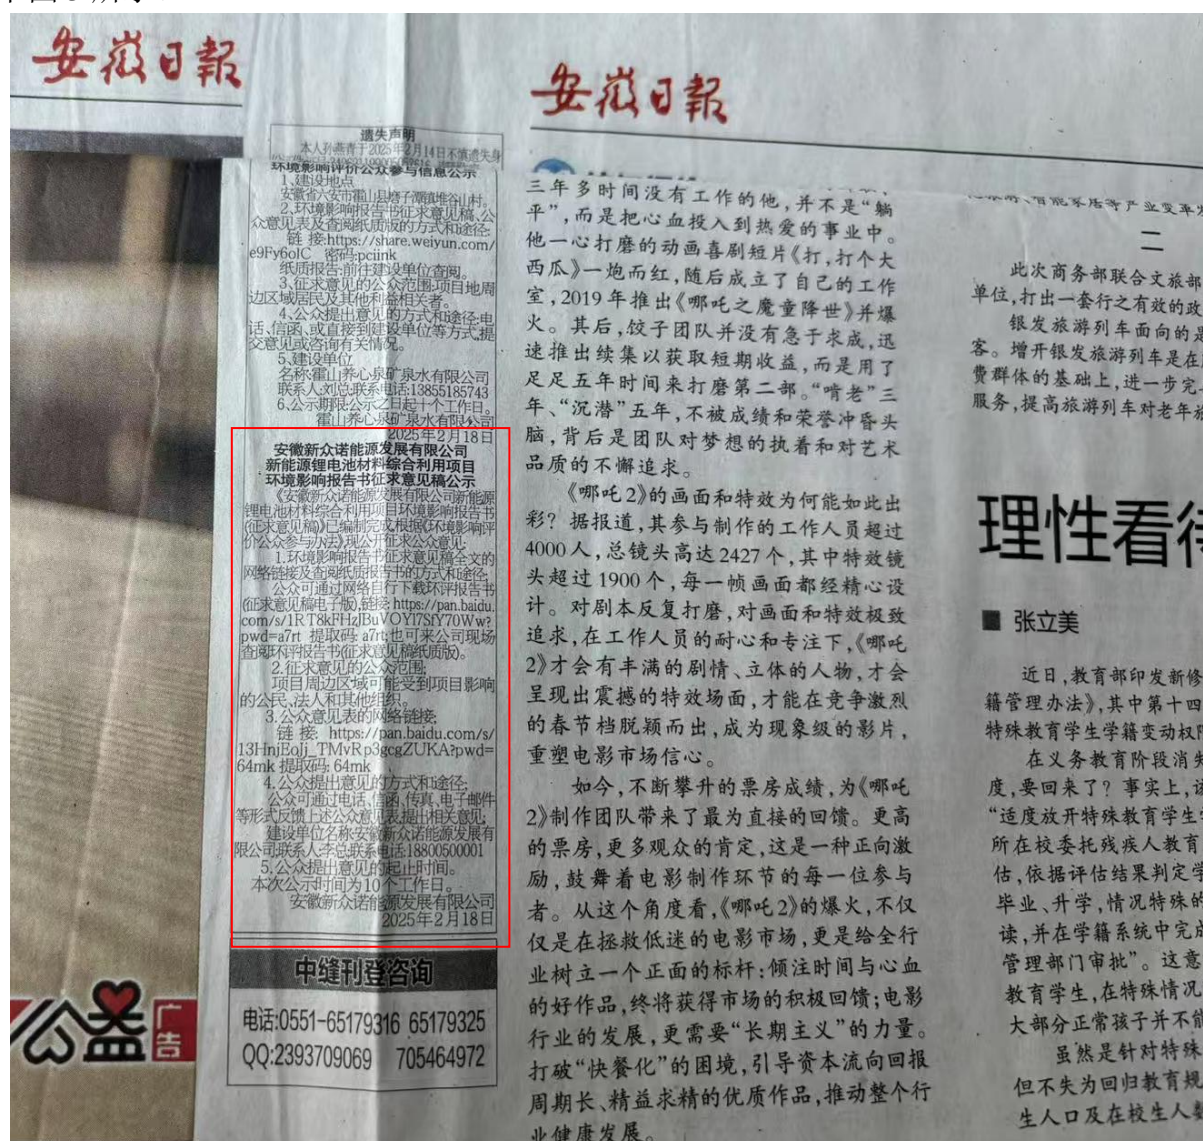 安徽日報
安徽日報
遗失声明
本人孙燕青于2025年2月14日不慎遗失身
环境影响评价公众参与信息公示
1、建设地点
安徽省六安市霍山县磨子潭镇堆谷山村。
2、环境影响报告书征求意见稿、公
众意见表及查阅纸质版的方式和途径:
链 接:https://share.weiyun.com/
e9Fy6oIC 密码:pciink
纸质报告:前往建设单位查阅。
3、征求意见的公众范围:项目地周
边区域居民及其他利益相关者。
4、公众提出意见的方式和途径:电
话、信函、或直接到建设单位等方式,提
交意见或咨询有关情况。
5、建设单位
名称:霍山养心泉矿泉水有限公司
联系人:刘总 联系电话:13855185743
6、公示期限:公示之日起十个工作日。
霍山养心泉矿泉水有限公司
2025年2月18日
安徽新众诺能源发展有限公司
新能源锂电池材料综合利用项目
环境影响报告书征求意见稿公示
《安徽新众诺能源发展有限公司新能源
锂电池材料综合利用项目环境影响报告书
(征求意见稿)》已编制完成,根据《环境影响评
价公众参与办法》,现公开征求公众意见:
1.环境影响报告书征求意见稿全文的
网络链接及查阅纸质报告书的方式和途径;
公众可通过网络自行下载环评报告书
(征求意见稿电子版),链接: https://pan.baidu.
com/s/1RT8kFHzJBuVOYl7SfY70Ww?
pwd=a7rt 提取码: a7rt;也可来公司现场
查阅环评报告书(征求意见稿纸质版)。
2.征求意见的公众范围;
项目周边区域可能受到项目影响
的公民、法人和其他组织。
3.公众意见表的网络链接;
链 接: https://pan.baidu.com/s/
13HnjEoIj_TMvRp3gcgZUKA?pwd=
64mk 提取码: 64mk
4.公众提出意见的方式和途径;
公众可通过电话、信函、传真、电子邮件
等形式反馈上述公众意见表,提出相关意见;
建设单位名称:安徽新众诺能源发展有
限公司;联系人:李总;联系电话:18800500001
5.公众提出意见的起止时间。
本次公示时间为10个工作日。
安徽新众诺能源发展有限公司
2025年2月18日
中缝刊登咨询
电话:0551-65179316 65179325
QQ:2393709069 705464972
公益
广告
三年多时间没有工作的他,并不是“躺
平”,而是把心血投入到热爱的事业中。
他一心打磨的动画喜剧短片《打,打个大
西瓜》一炮而红,随后成立了自己的工作
室,2019年推出《哪吒之魔童降世》并爆
火。其后,饺子团队并没有急于求成,迅
速推出续集以获取短期收益,而是用了
足足五年时间来打磨第二部。“啃老”三
年、“沉潜”五年,不被成绩和荣誉冲昏头
脑,背后是团队对梦想的执着和对艺术
品质的不懈追求。
《哪吒2》的画面和特效为何能如此出
彩?据报道,其参与制作的工作人员超过
4000人,总镜头高达2427个,其中特效镜
头超过1900个,每一帧画面都经精心设
计。对剧本反复打磨,对画面和特效极致
追求,在工作人员的耐心和专注下,《哪吒
2》才会有丰满的剧情、立体的人物,才会
呈现出震撼的特效场面,才能在竞争激烈
的春节档脱颖而出,成为现象级的影片,
重塑电影市场信心。
如今,不断攀升的票房成绩,为《哪吒
2》制作团队带来了最为直接的回馈。更高
的票房,更多观众的肯定,这是一种正向激
励,鼓舞着电影制作环节的每一位参与
者。从这个角度看,《哪吒2》的爆火,不仅
仅是在拯救低迷的电影市场,更是给全行
业树立一个正面的标杆:倾注时间与心血
的好作品,终将获得市场的积极回馈;电影
行业的发展,更需要“长期主义”的力量。
打破“快餐化”的困境,引导资本流向回报
周期长、精益求精的优质作品,推动整个行
业健康发展。
二
此次商务部联合文旅部
单位,打出一套行之有效的政
银发旅游列车面向的是
客。增开银发旅游列车是在
费群体的基础上,进一步完
服务,提高旅游列车对老年旅
理性看待
■ 张立美
近日,教育部印发新修
籍管理办法》,其中第十四
特殊教育学生学籍变动权限
在义务教育阶段消失
度,要回来了?事实上,该
“适度放开特殊教育学生
所在校委托残疾人教育
估,依据评估结果判定学
毕业、升学,情况特殊的
读,并在学籍系统中完成
管理部门审批”。这意
教育学生,在特殊情况
大部分正常孩子并不能
虽然是针对特殊
但不失为回归教育规
生人口及在校生人数